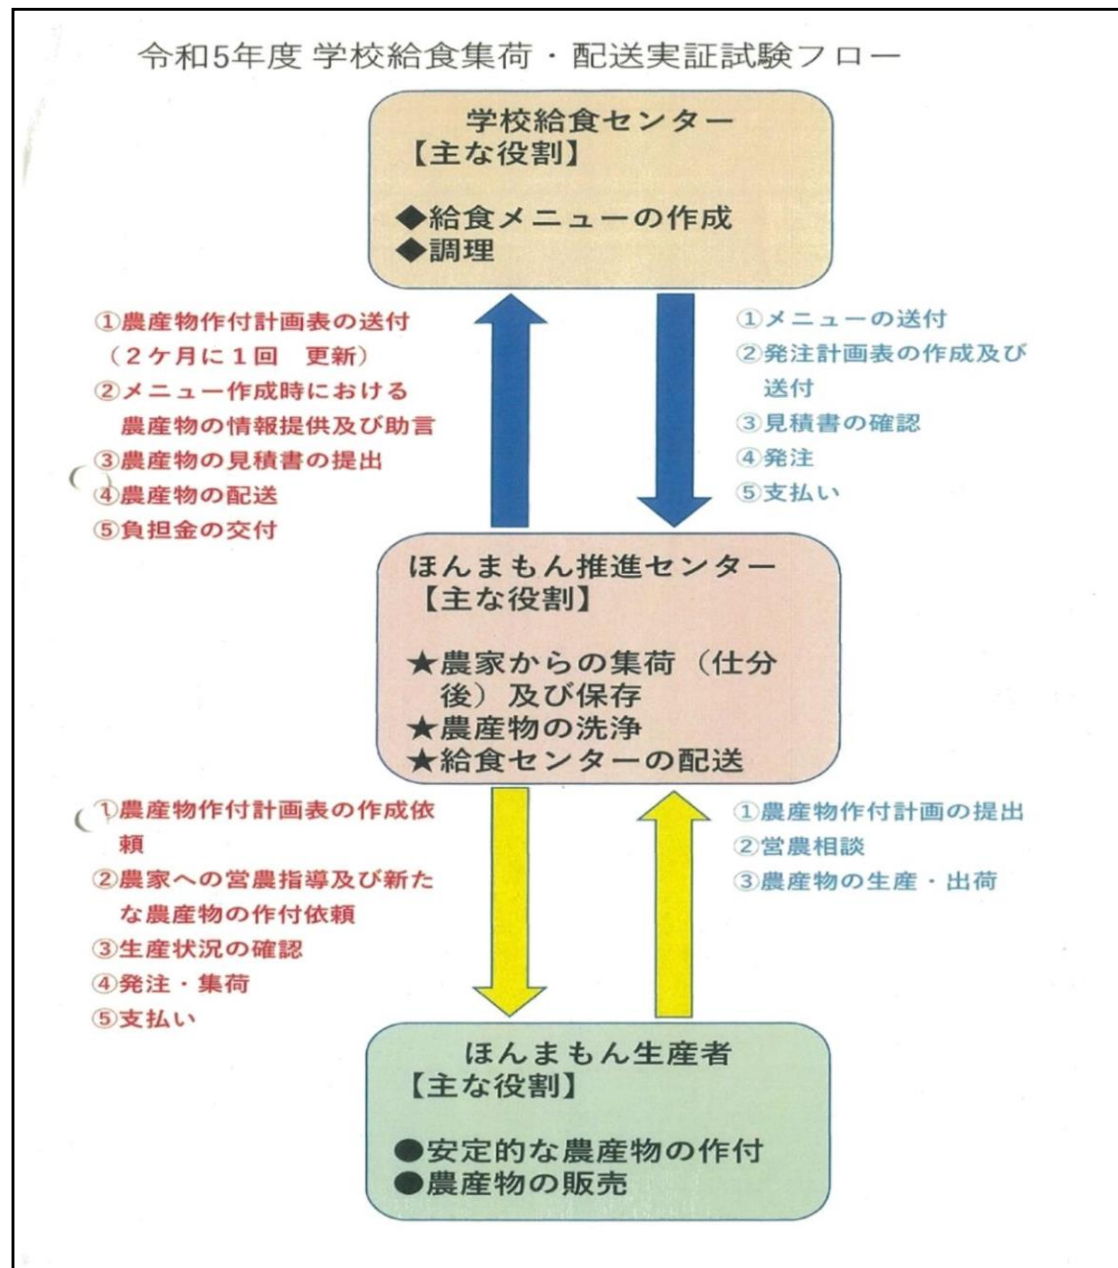 令和5年度 学校給食集荷・配送実証試験フロー
学校給食センター
【主な役割】
◆給食メニューの作成
◆調理
①農産物作付計画表の送付
（２ケ月に１回　更新）
②メニュー作成時における
農産物の情報提供及び助言
③農産物の見積書の提出
④農産物の配送
⑤負担金の交付
①メニューの送付
②発注計画表の作成及び
送付
③見積書の確認
④発注
⑤支払い
ほんまもん推進センター
【主な役割】
★農家からの集荷（仕分
後）及び保存
★農産物の洗浄
★給食センターの配送
①農産物作付計画表の作成依
頼
②農家への営農指導及び新た
な農産物の作付依頼
③生産状況の確認
④発注・集荷
⑤支払い
①農産物作付計画の提出
②営農相談
③農産物の生産・出荷
ほんまもん生産者
【主な役割】
●安定的な農産物の作付
●農産物の販売